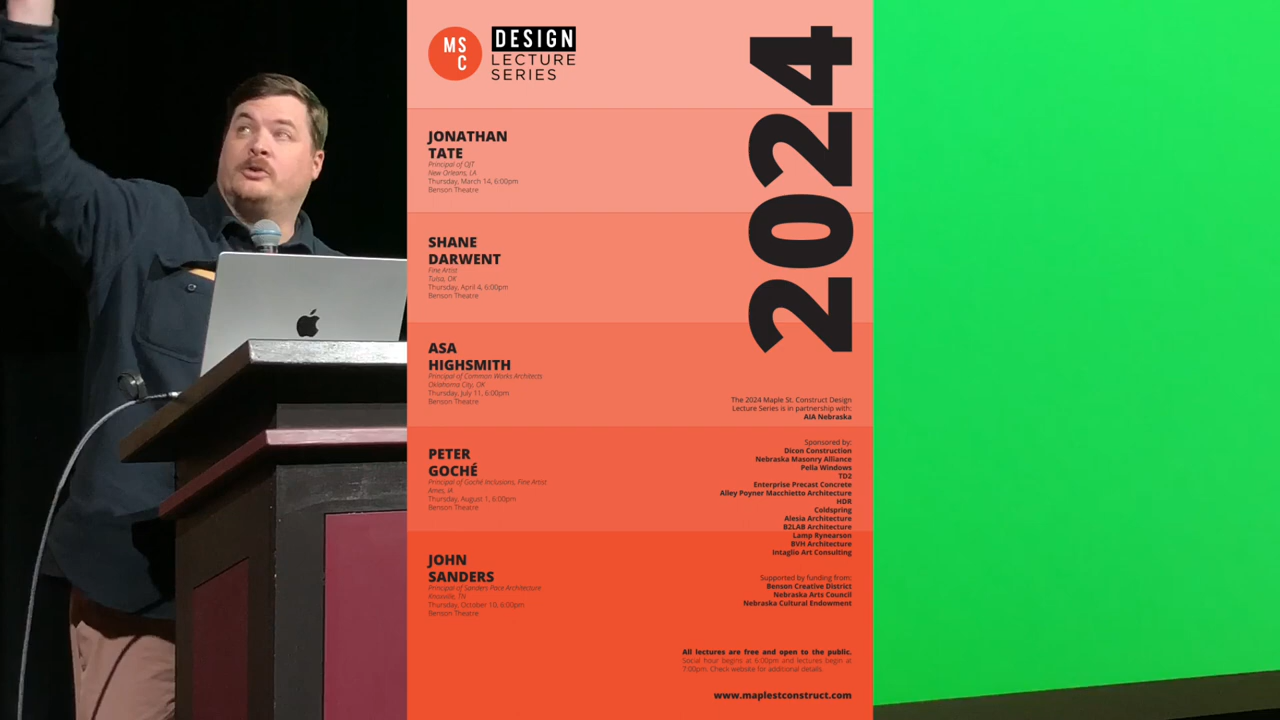 MS
C
DESIGN
LECTURE
SERIES
2024
JONATHAN
TATE
Principal of OJT
New Orleans, LA
Thursday, March 14, 6:00pm
Benson Theatre
SHANE
DARWENT
Fine Artist
Tulsa, OK
Thursday, April 4, 6:00pm
Benson Theatre
ASA
HIGHSMITH
Principal of Common Works Architects
Oklahoma City, OK
Thursday, July 11, 6:00pm
Benson Theatre
PETER
GOCHÉ
Principal of Goché Inclusions, Fine Artist
Ames, IA
Thursday, August 1, 6:00pm
Benson Theatre
JOHN
SANDERS
Principal of Sanders Pace Architecture
Knoxville, TN
Thursday, October 10, 6:00pm
Benson Theatre
The 2024 Maple St. Construct Design
Lecture Series is in partnership with:
AIA Nebraska
Sponsored by:
Dicon Construction
Nebraska Masonry Alliance
Pella Windows
TD2
Enterprise Precast Concrete
Alley Poyner Macchietto Architecture
HDR
Coldspring
Alesia Architecture
B2LAB Architecture
Lamp Rynearson
BVH Architecture
Intaglio Art Consulting
Supported by funding from:
Benson Creative District
Nebraska Arts Council
Nebraska Cultural Endowment
All lectures are free and open to the public.
Social hour begins at 6:00pm and lectures begin at
7:00pm. Check website for additional details.
www.maplestconstruct.com